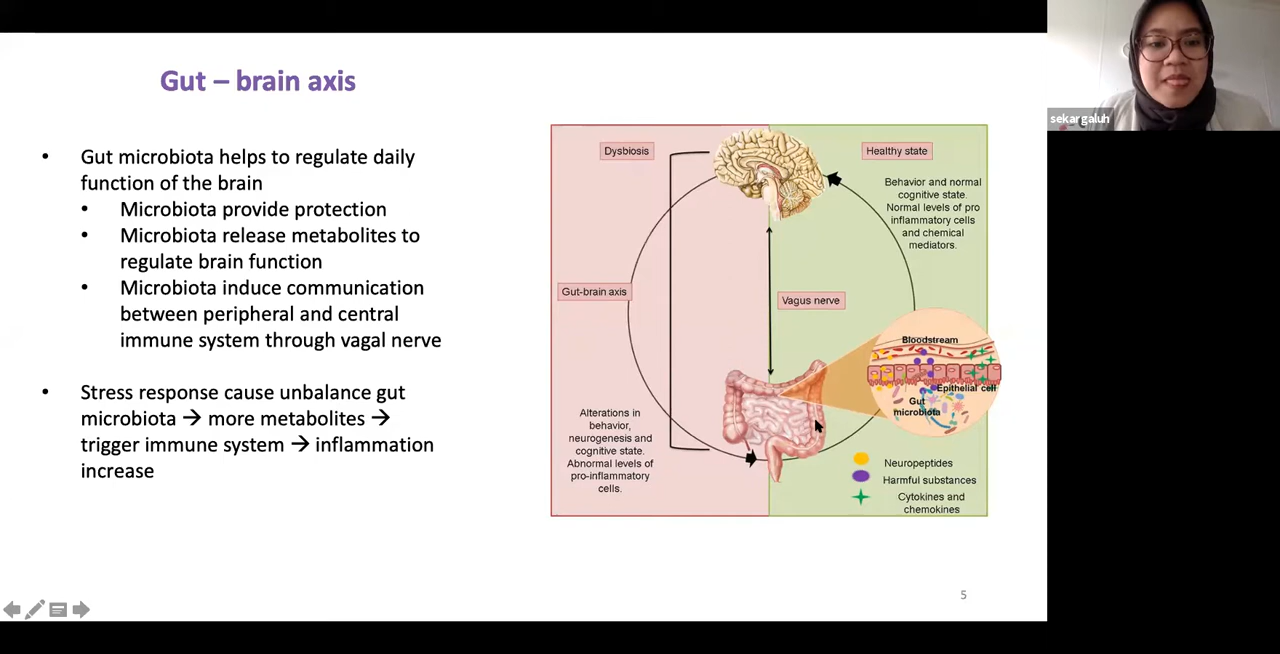 Gut – brain axis
• Gut microbiota helps to regulate daily
function of the brain
• Microbiota provide protection
• Microbiota release metabolites to
regulate brain function
• Microbiota induce communication
between peripheral and central
immune system through vagal nerve
• Stress response cause unbalance gut
microbiota → more metabolites →
trigger immune system → inflammation
increase
Dysbiosis
Healthy state
Behavior and normal
cognitive state.
Normal levels of pro
inflammatory cells
and chemical
mediators.
Gut-brain axis
Vagus nerve
Bloodstream
Epithelial cell
Gut
microbiota
Alterations in
behavior,
neurogenesis and
cognitive state.
Abnormal levels of
pro-inflammatory
cells.
Neuropeptides
Harmful substances
Cytokines and
chemokines
5
sekargaluh